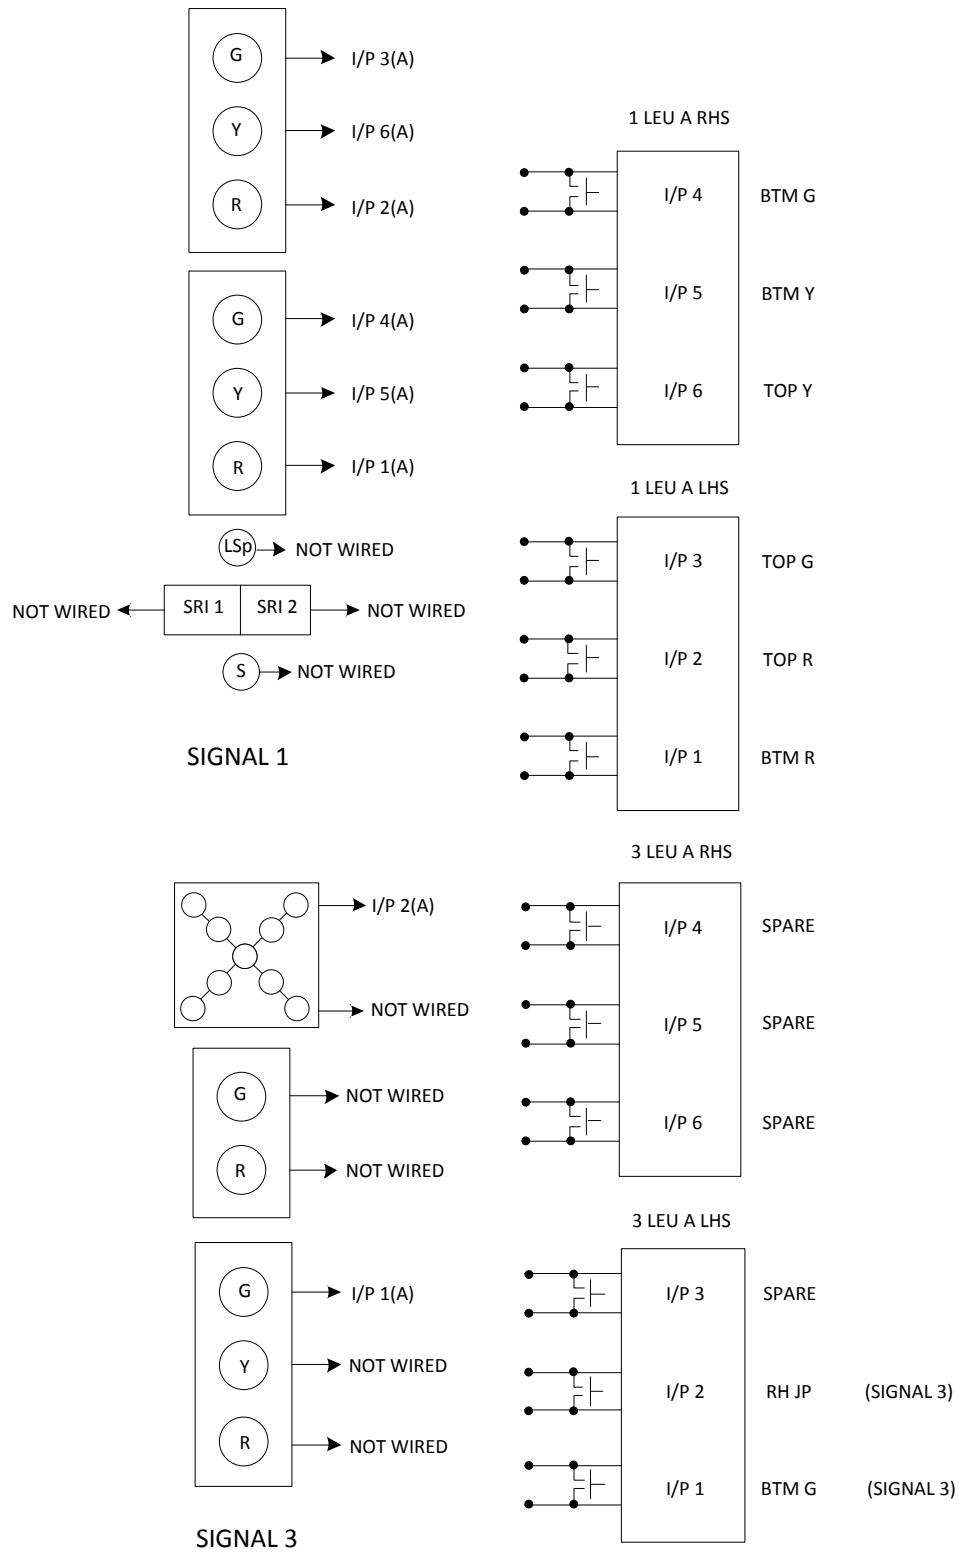 G
I/P 3(A)
Y
I/P 6(A)
R
I/P 2(A)
G
I/P 4(A)
Y
I/P 5(A)
R
I/P 1(A)
LSp
NOT WIRED
NOT WIRED
SRI 1
SRI 2
NOT WIRED
S
NOT WIRED
SIGNAL 1
1 LEU A RHS
I/P 4
BTM G
I/P 5
BTM Y
I/P 6
TOP Y
1 LEU A LHS
I/P 3
TOP G
I/P 2
TOP R
I/P 1
BTM R
I/P 2(A)
NOT WIRED
G
NOT WIRED
R
NOT WIRED
G
I/P 1(A)
Y
NOT WIRED
R
NOT WIRED
SIGNAL 3
3 LEU A RHS
I/P 4
SPARE
I/P 5
SPARE
I/P 6
SPARE
3 LEU A LHS
I/P 3
SPARE
I/P 2
RH JP (SIGNAL 3)
I/P 1
BTM G (SIGNAL 3)